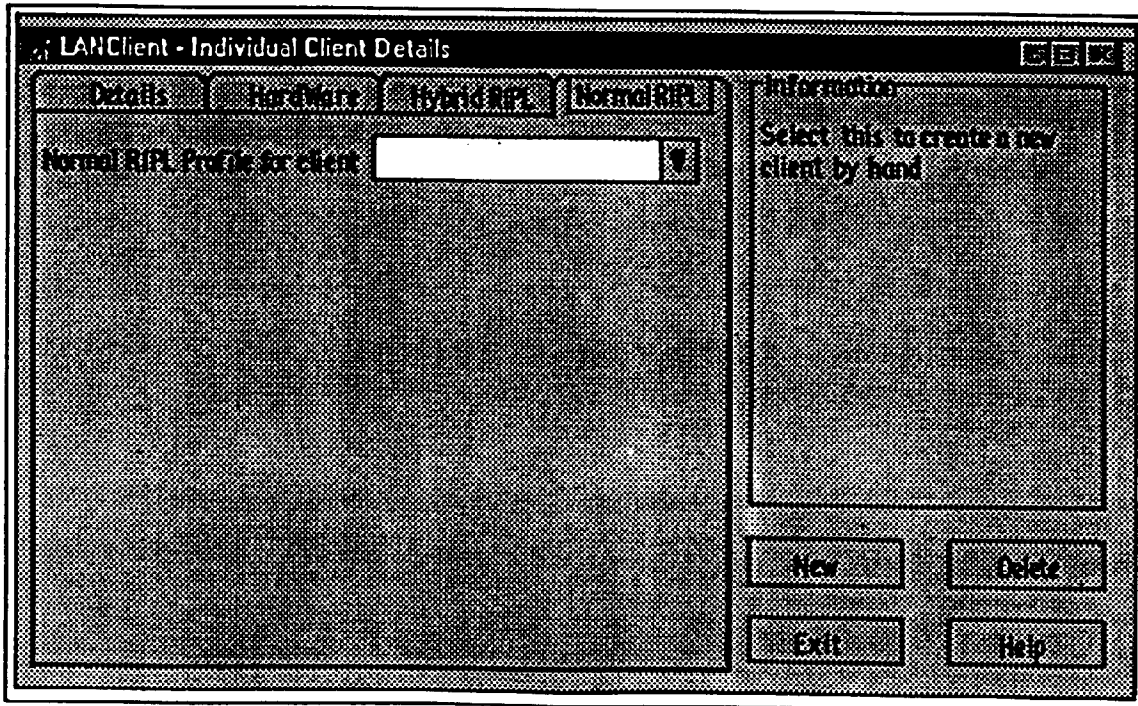 LANClient - Individual Client Details
Details Hardware Hybrid RIPL Normal RIPL
Normal RIPL Profile for client
Information
Select this to create a new
client by hand
New Delete
Exit Help